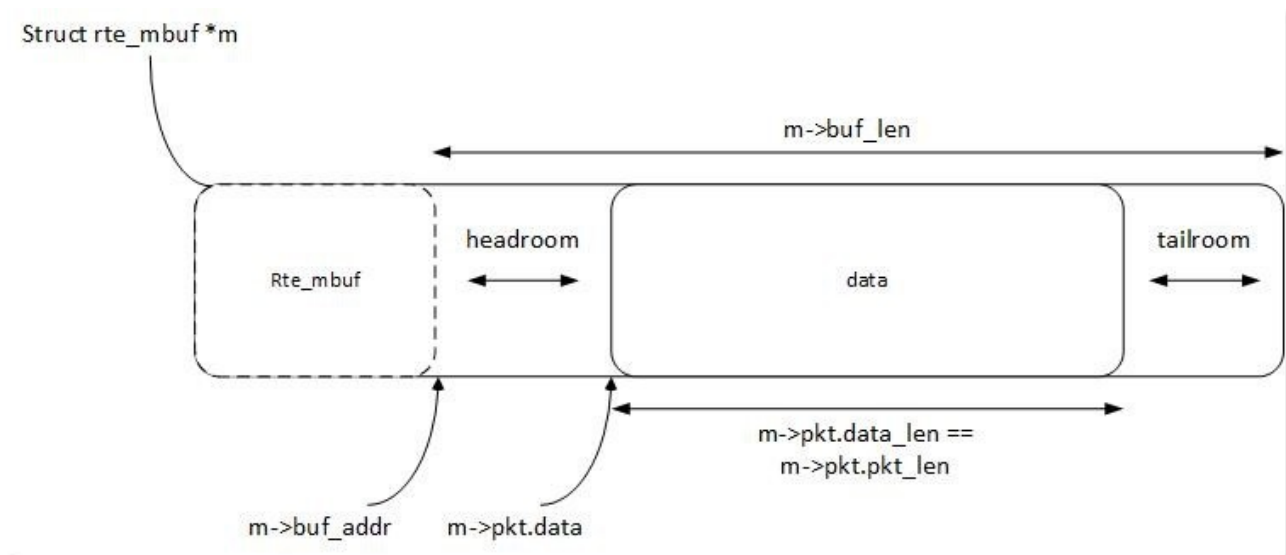 Struct rte_mbuf *m
m->buf_len
headroom
tailroom
Rte_mbuf
data
m->pkt.data_len ==
m->pkt.pkt_len
m->buf_addr
m->pkt.data